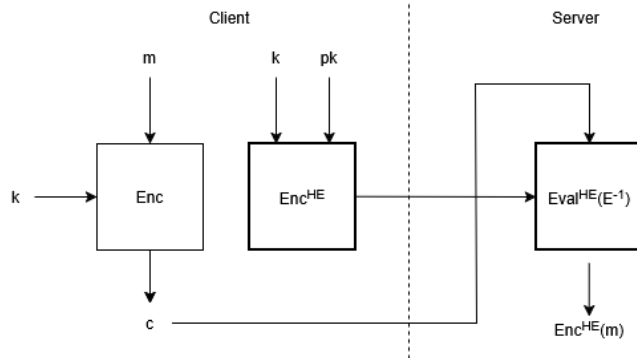 Client
Server
m
k
pk
k
Enc
Enc^HE
Eval^HE(E^-1)
c
Enc^HE(m)